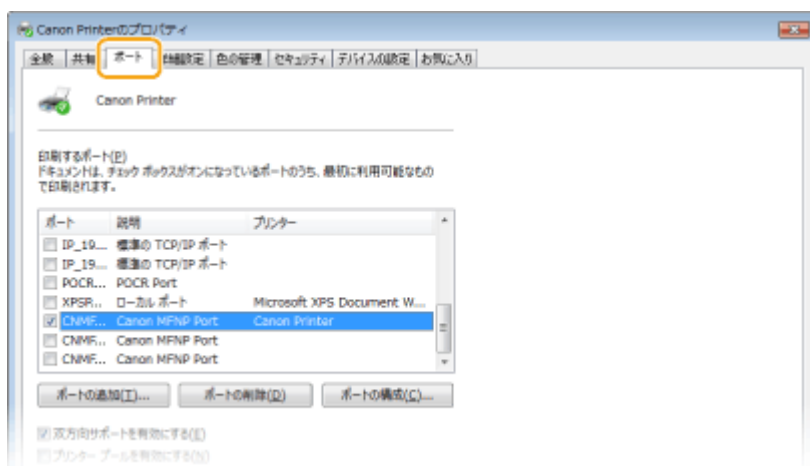 Canon Printerのプロパティ
全般 共有 ポート 詳細設定 色の管理 セキュリティ デバイスの設定 お気に入り
Canon Printer
印刷するポート(P)
ドキュメントは、チェック ボックスがオンになっているポートのうち、最初に利用可能なもの
で印刷されます。
ポート 説明 プリンター
IP_19... 標準の TCP/IP ポート
IP_19... 標準の TCP/IP ポート
POCR... POCR Port
XPSR... ローカル ポート Microsoft XPS Document W...
CNMF... Canon MFNP Port Canon Printer
CNMF... Canon MFNP Port
CNMF... Canon MFNP Port
ポートの追加(T)... ポートの削除(D) ポートの構成(C)...
双方向サポートを有効にする(E)
プリンター プールを有効にする(N)